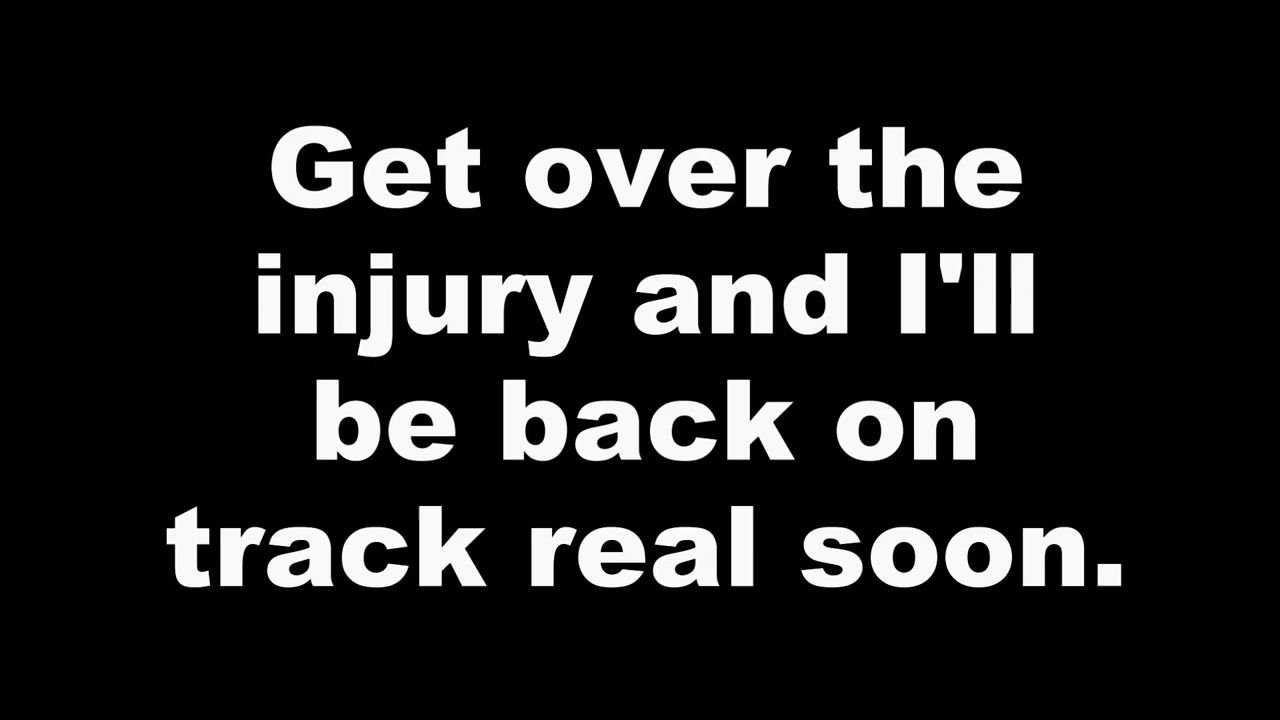 Get over the
injury and I'll
be back on
track real soon.